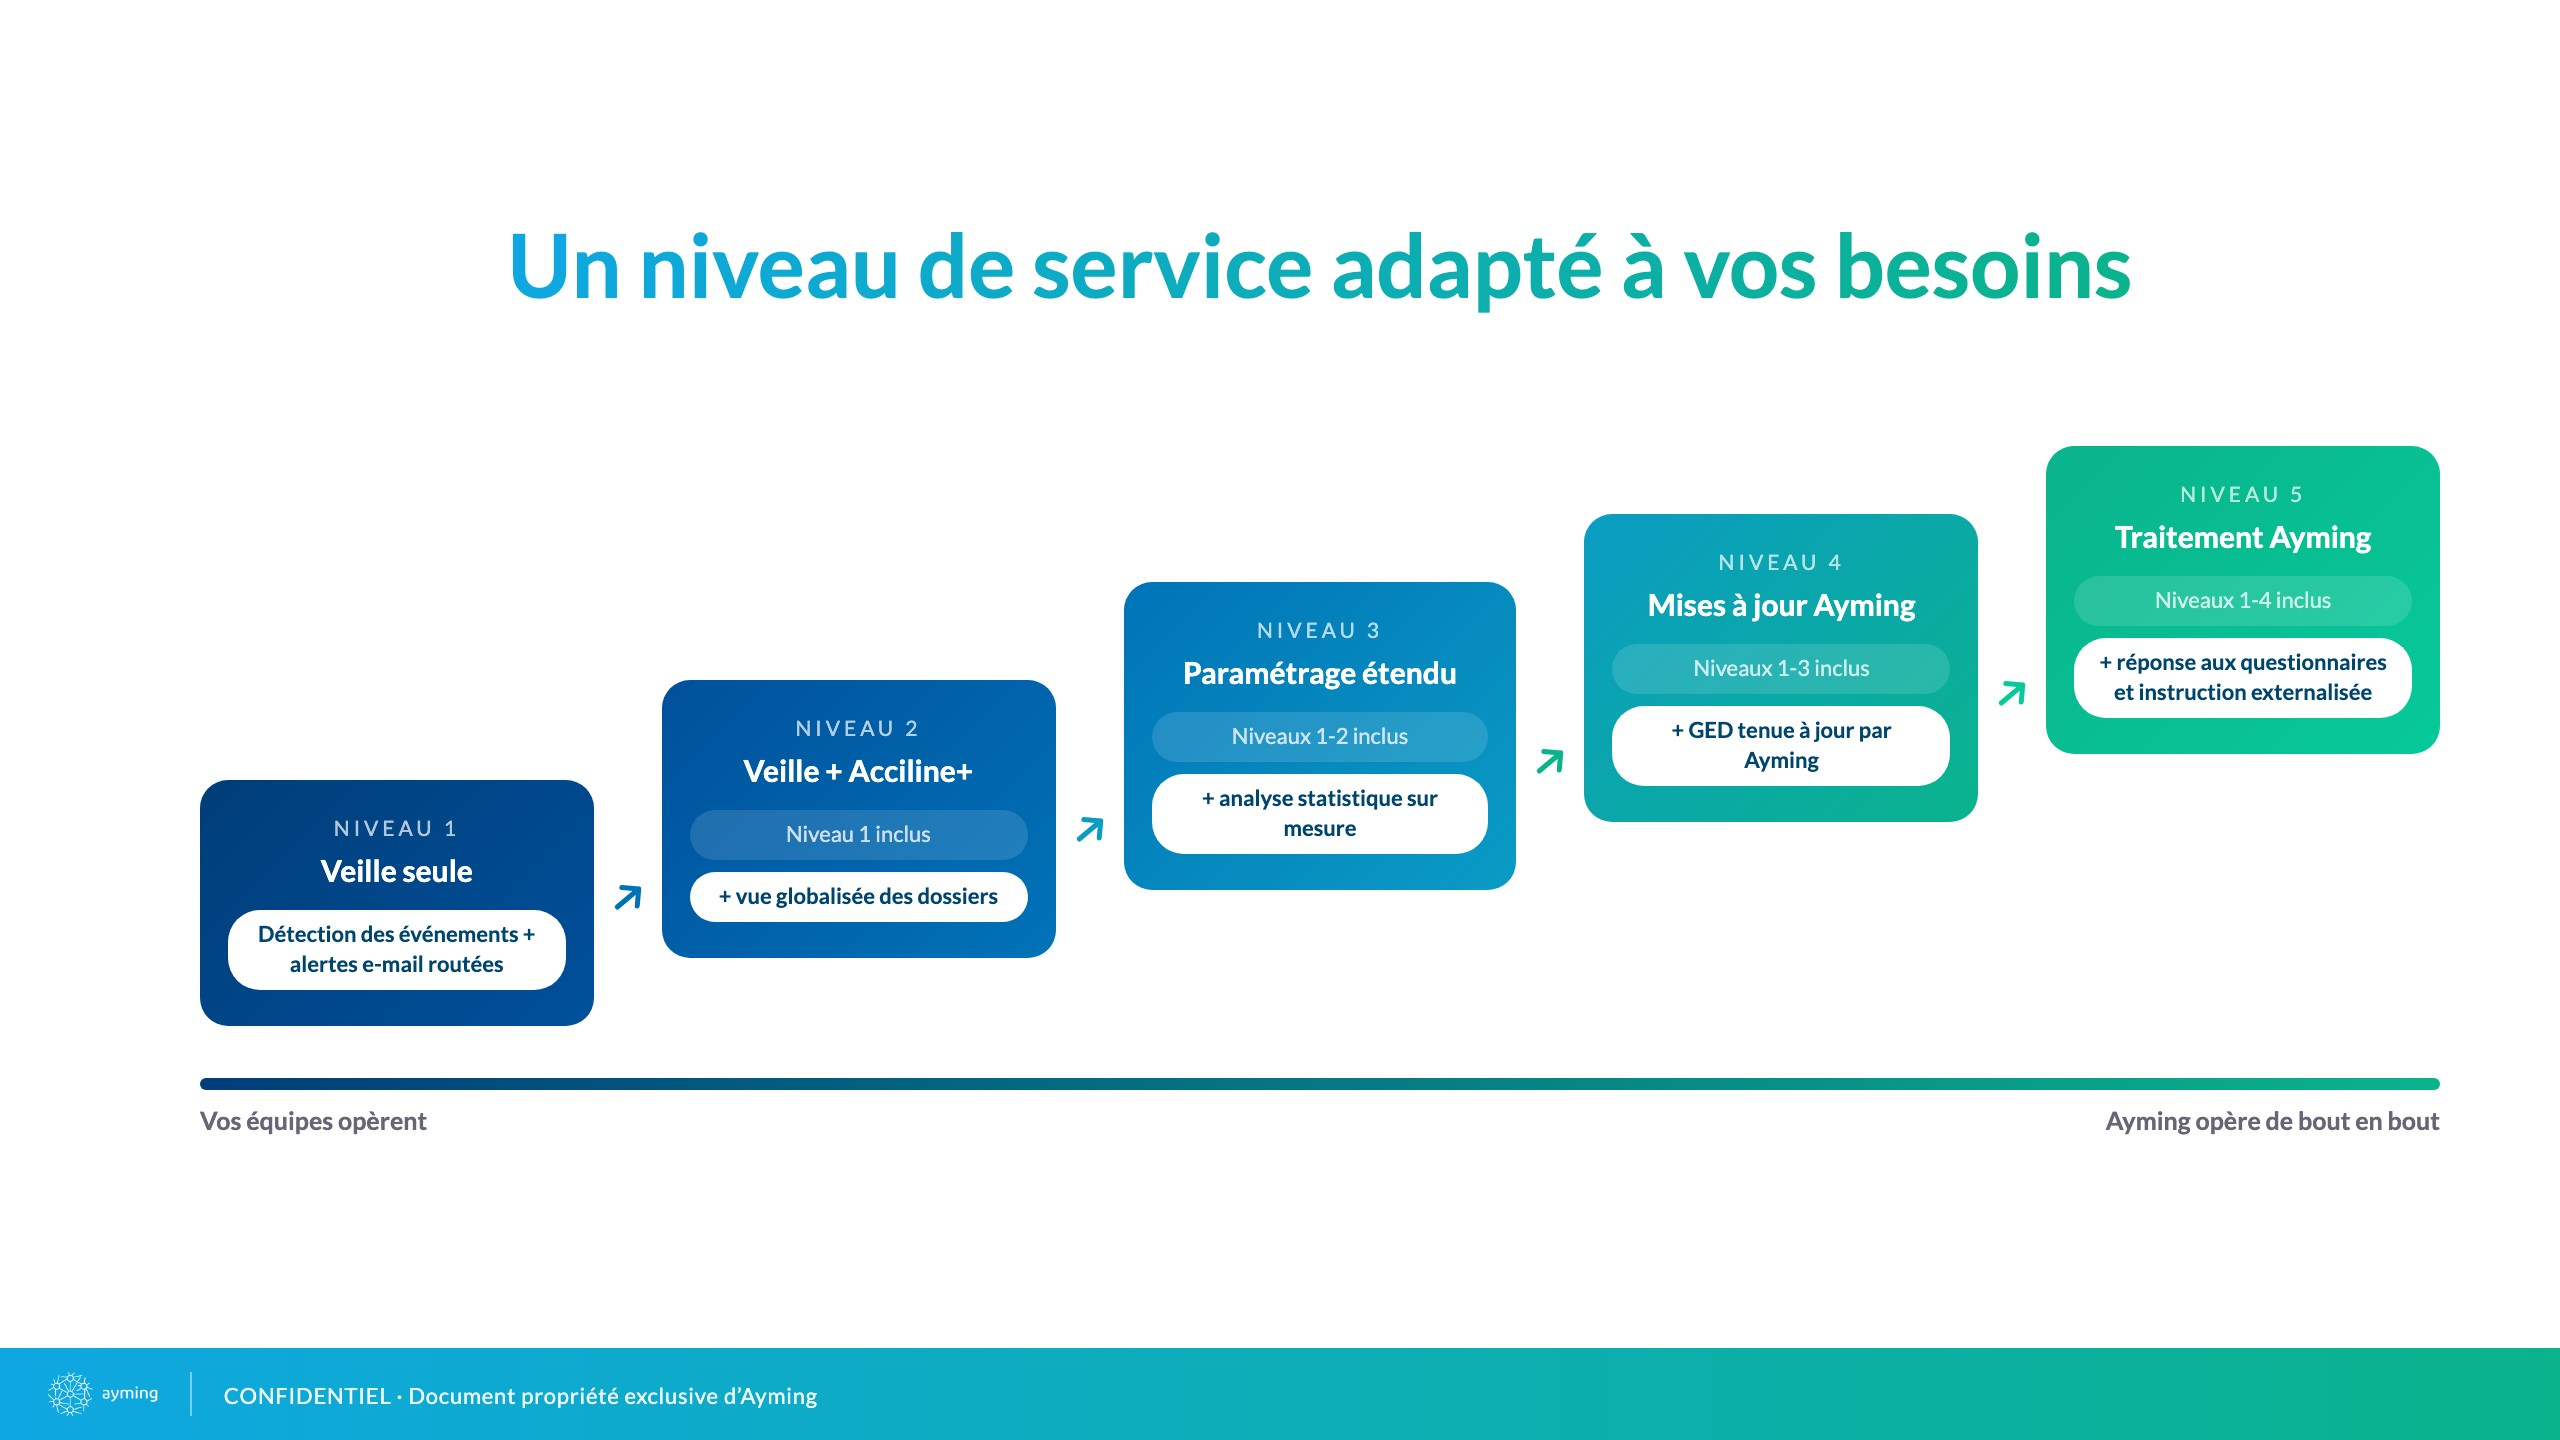 Un niveau de service adapté à vos besoins
NIVEAU 1
Veille seule
Détection des événements +
alertes e-mail routées
NIVEAU 2
Veille + Acciline+
Niveau 1 inclus
+ vue globalisée des dossiers
NIVEAU 3
Paramétrage étendu
Niveaux 1-2 inclus
+ analyse statistique sur
mesure
NIVEAU 4
Mises à jour Ayming
Niveaux 1-3 inclus
+ GED tenue à jour par
Ayming
NIVEAU 5
Traitement Ayming
Niveaux 1-4 inclus
+ réponse aux questionnaires
et instruction externalisée
Vos équipes opèrent
Ayming opère de bout en bout
ayming
CONFIDENTIEL · Document propriété exclusive d’Ayming